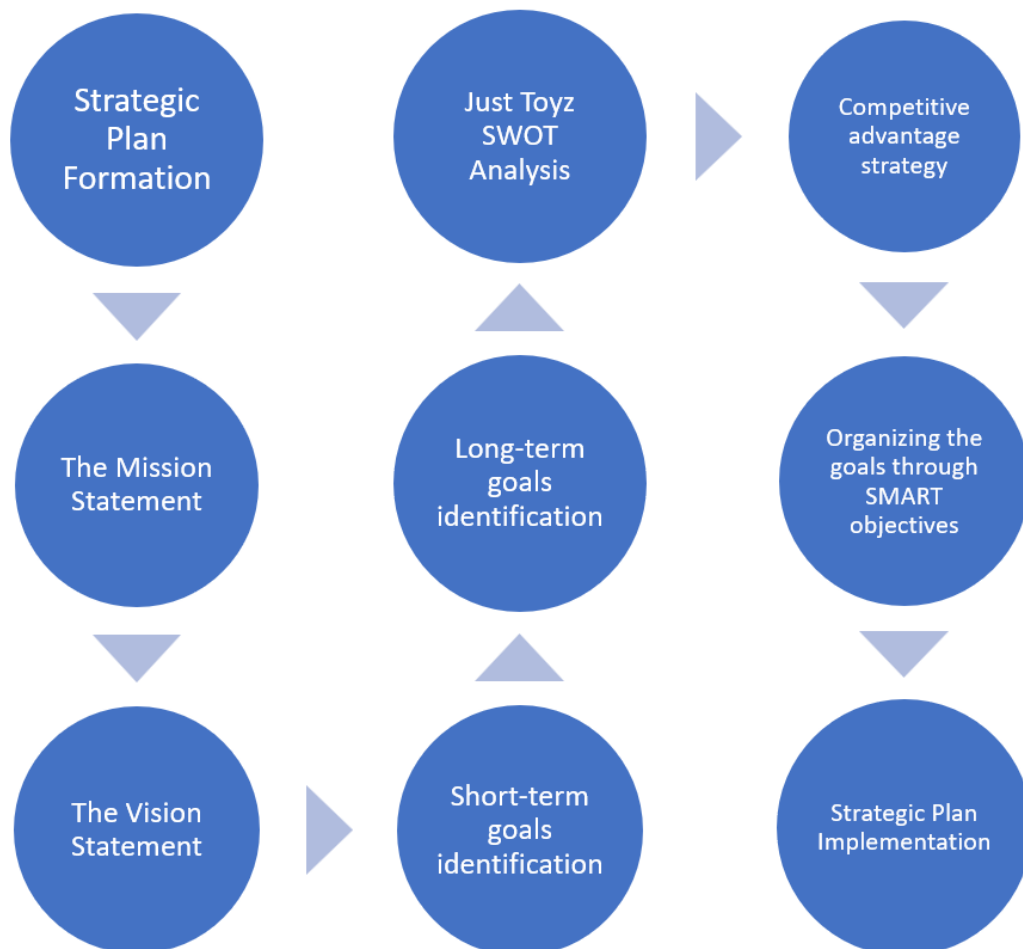 Strategic
Plan
Formation
The Mission
Statement
The Vision
Statement
Short-term
goals
identification
Long-term
goals
identification
Just Toyz
SWOT
Analysis
Competitive
advantage
strategy
Organizing the
goals through
SMART
objectives
Strategic Plan
Implementation